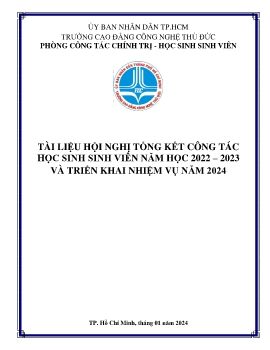 ỦY BAN NHÂN DÂN TP.HCM
TRƯỜNG CAO ĐẲNG CÔNG NGHỆ THỦ ĐỨC
PHÒNG CÔNG TÁC CHÍNH TRỊ - HỌC SINH SINH VIÊN
TÀI LIỆU HỘI NGHỊ TỔNG KẾT CÔNG TÁC
HỌC SINH SINH VIÊN NĂM HỌC 2022 – 2023
VÀ TRIỂN KHAI NHIỆM VỤ NĂM 2024
TP. Hồ Chí Minh, tháng 01 năm 2024